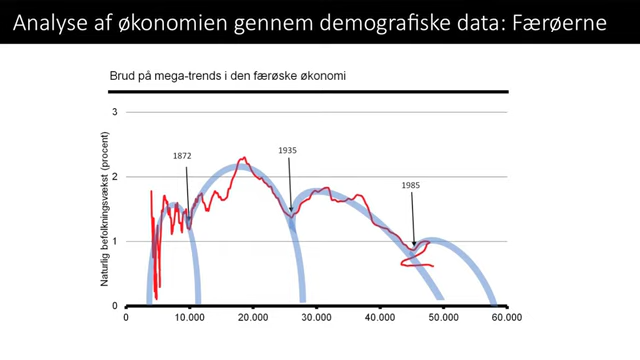 Analyse af økonomien gennem demografiske data: Færøerne
Brud på mega-trends i den færøske økonomi
Naturlig befolkningsvækst (procent)
3
2
1
0
1872
1935
1985
0 10.000 20.000 30.000 40.000 50.000 60.000